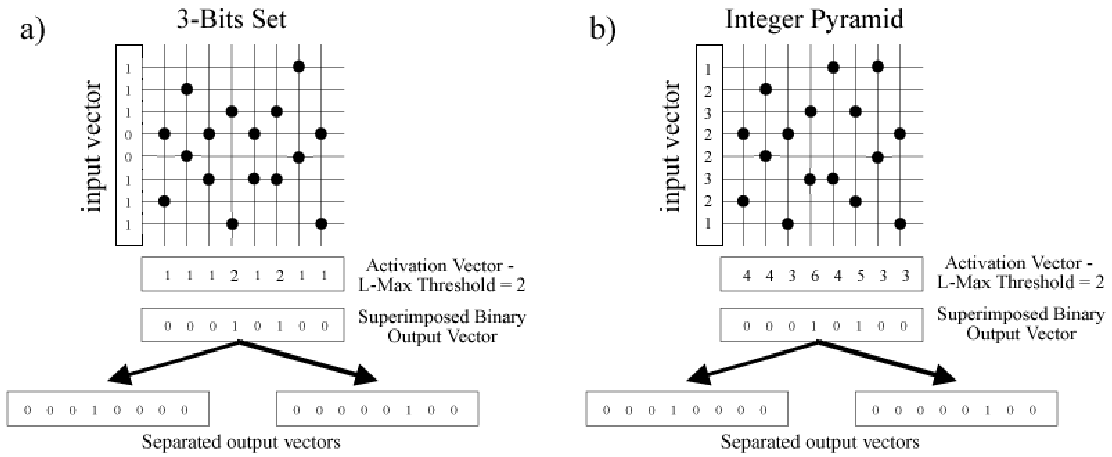 a)
3-Bits Set
input vector
1
1
1
0
0
1
1
1
1 1 1 2 1 2 1 1
Activation Vector -
L-Max Threshold = 2
0 0 0 1 0 1 0 0
Superimposed Binary
Output Vector
0 0 0 1 0 0 0 0
0 0 0 0 0 1 0 0
Separated output vectors
b)
Integer Pyramid
input vector
1
2
3
2
2
3
2
1
4 4 3 6 4 5 3 3
Activation Vector -
L-Max Threshold = 2
0 0 0 1 0 1 0 0
Superimposed Binary
Output Vector
0 0 0 1 0 0 0 0
0 0 0 0 0 1 0 0
Separated output vectors